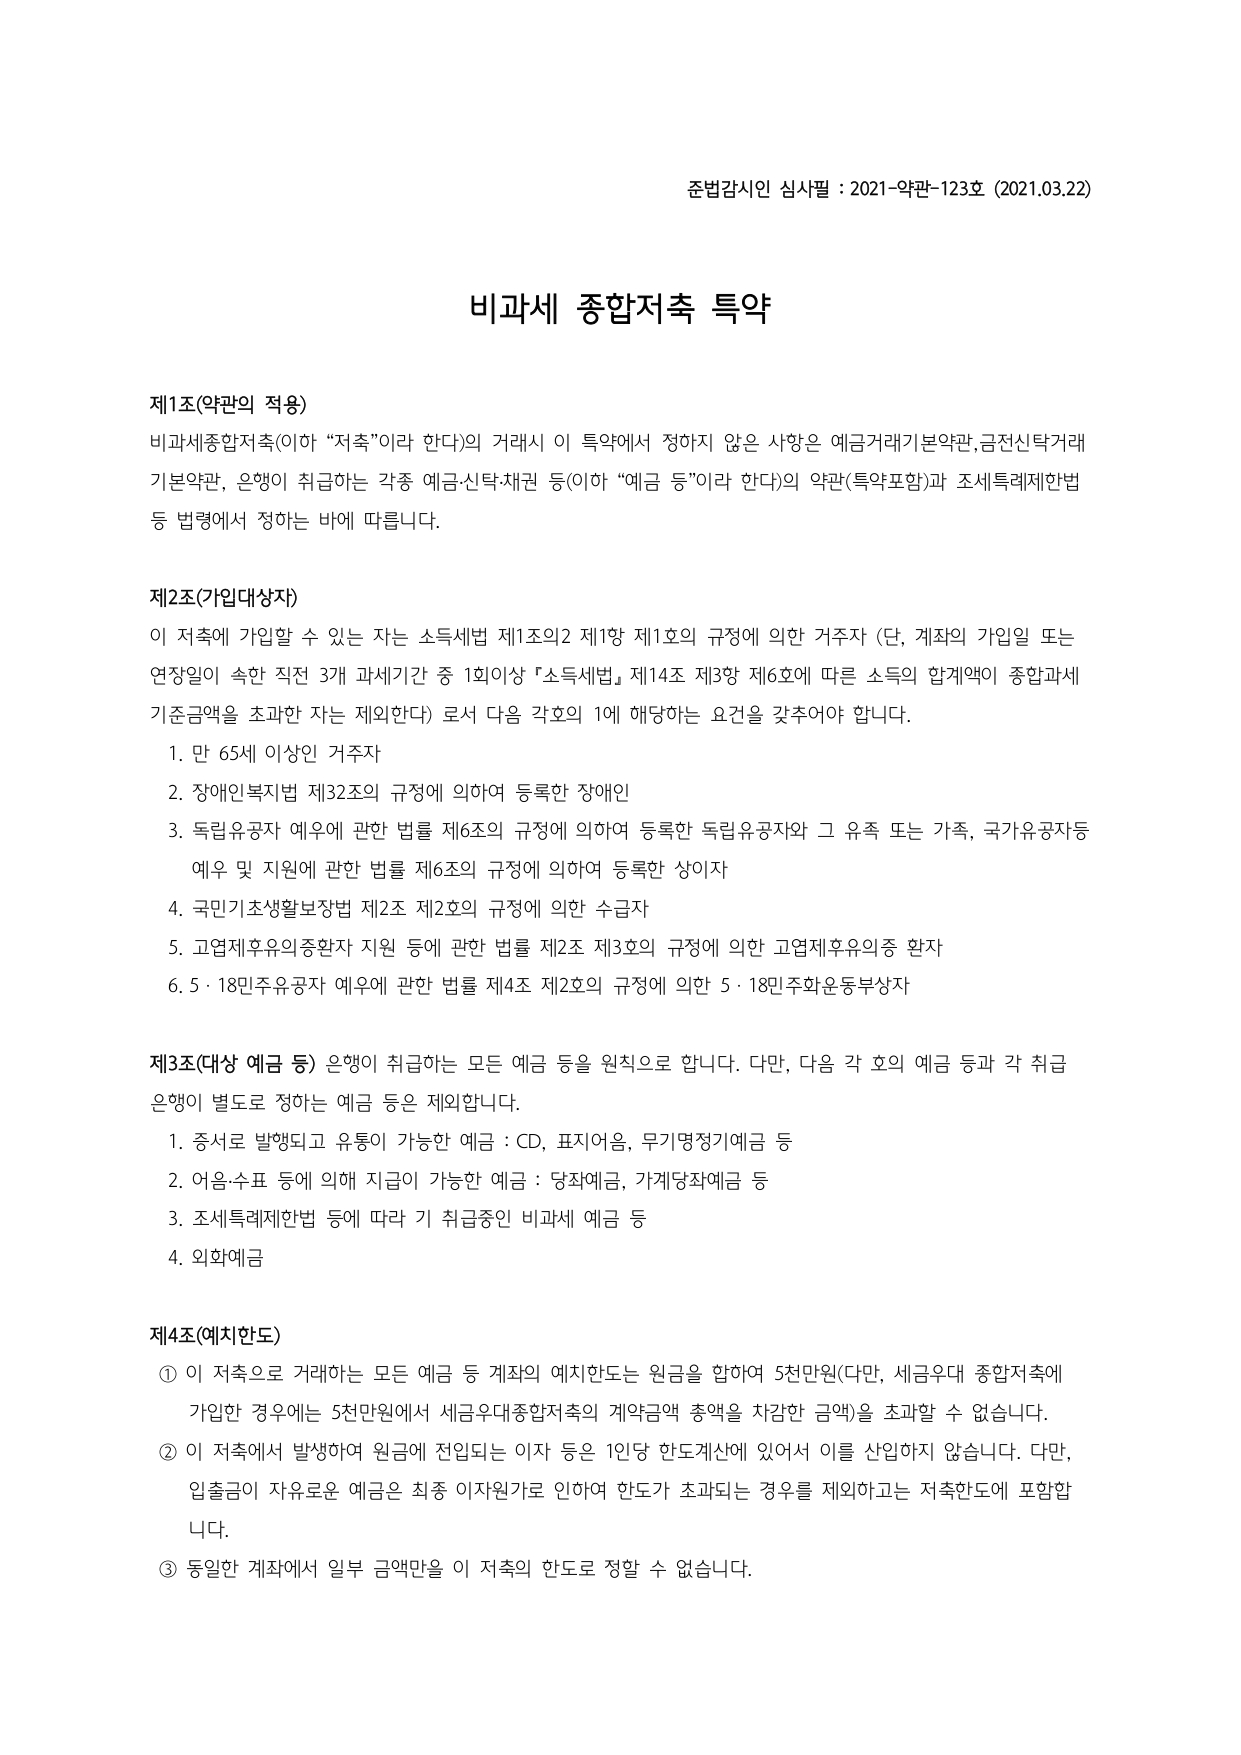 준법감시인 심사필 : 2021-약관-123호 (2021.03.22)
비과세 종합저축 특약
제1조(약관의 적용)
비과세종합저축(이하 “저축”이라 한다)의 거래시 이 특약에서 정하지 않은 사항은 예금거래기본약관,금전신탁거래
기본약관, 은행이 취급하는 각종 예금·신탁·채권 등(이하 “예금 등”이라 한다)의 약관(특약포함)과 조세특례제한법
등 법령에서 정하는 바에 따릅니다.
제2조(가입대상자)
이 저축에 가입할 수 있는 자는 소득세법 제1조의2 제1항 제1호의 규정에 의한 거주자 (단, 계좌의 가입일 또는
연장일이 속한 직전 3개 과세기간 중 1회이상『소득세법』제14조 제3항 제6호에 따른 소득의 합계액이 종합과세
기준금액을 초과한 자는 제외한다) 로서 다음 각호의 1에 해당하는 요건을 갖추어야 합니다.
1. 만 65세 이상인 거주자
2. 장애인복지법 제32조의 규정에 의하여 등록한 장애인
3. 독립유공자 예우에 관한 법률 제6조의 규정에 의하여 등록한 독립유공자와 그 유족 또는 가족, 국가유공자등
예우 및 지원에 관한 법률 제6조의 규정에 의하여 등록한 상이자
4. 국민기초생활보장법 제2조 제2호의 규정에 의한 수급자
5. 고엽제후유의증환자 지원 등에 관한 법률 제2조 제3호의 규정에 의한 고엽제후유의증 환자
6. 5 · 18민주유공자 예우에 관한 법률 제4조 제2호의 규정에 의한 5 · 18민주화운동부상자
제3조(대상 예금 등) 은행이 취급하는 모든 예금 등을 원칙으로 합니다. 다만, 다음 각 호의 예금 등과 각 취급
은행이 별도로 정하는 예금 등은 제외합니다.
1. 증서로 발행되고 유통이 가능한 예금 : CD, 표지어음, 무기명정기예금 등
2. 어음·수표 등에 의해 지급이 가능한 예금 : 당좌예금, 가계당좌예금 등
3. 조세특례제한법 등에 따라 기 취급중인 비과세 예금 등
4. 외화예금
제4조(예치한도)
① 이 저축으로 거래하는 모든 예금 등 계좌의 예치한도는 원금을 합하여 5천만원(다만, 세금우대 종합저축에
가입한 경우에는 5천만원에서 세금우대종합저축의 계약금액 총액을 차감한 금액)을 초과할 수 없습니다.
② 이 저축에서 발생하여 원금에 전입되는 이자 등은 1인당 한도계산에 있어서 이를 산입하지 않습니다. 다만,
입출금이 자유로운 예금은 최종 이자원가로 인하여 한도가 초과되는 경우를 제외하고는 저축한도에 포함합
니다.
③ 동일한 계좌에서 일부 금액만을 이 저축의 한도로 정할 수 없습니다.